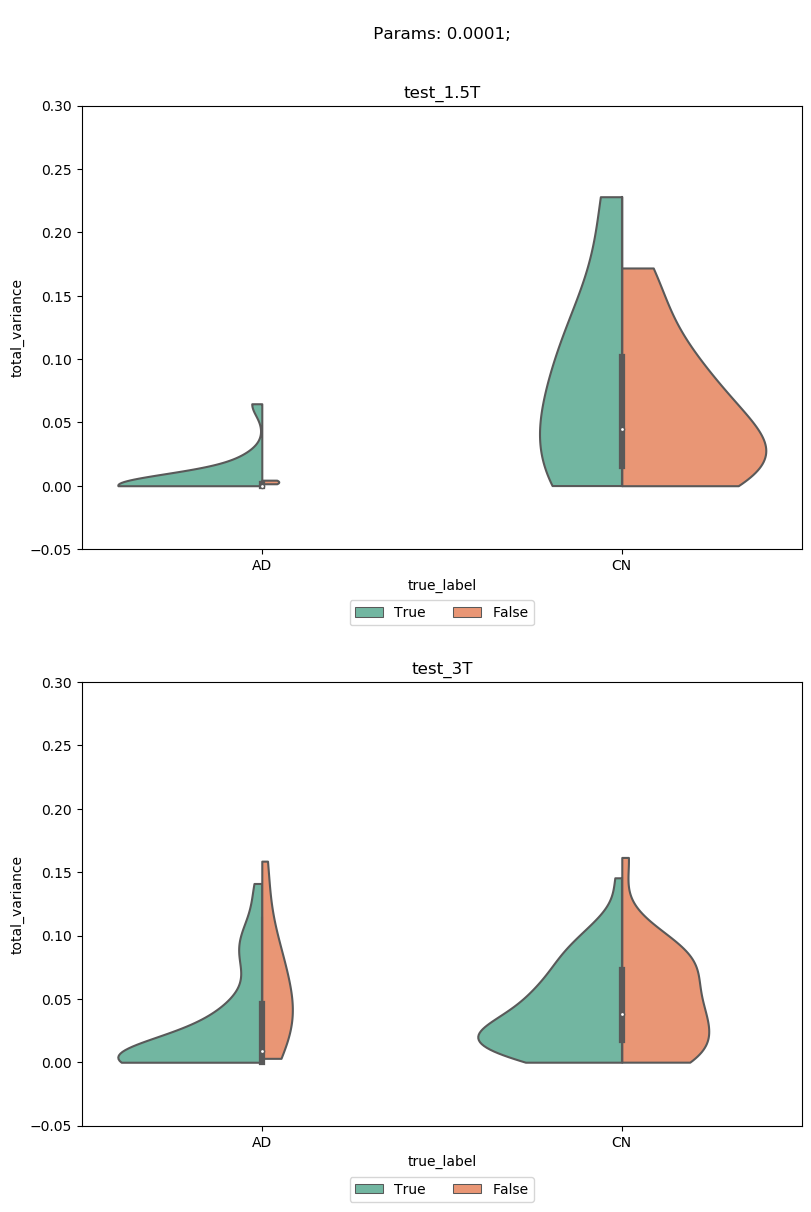 Params: 0.0001;
test_1.5T
0.30
0.25
0.20
0.15
0.10
0.05
0.00
−0.05
total_variance
AD CN
true_label
True False
test_3T
0.30
0.25
0.20
0.15
0.10
0.05
0.00
−0.05
total_variance
AD CN
true_label
True False